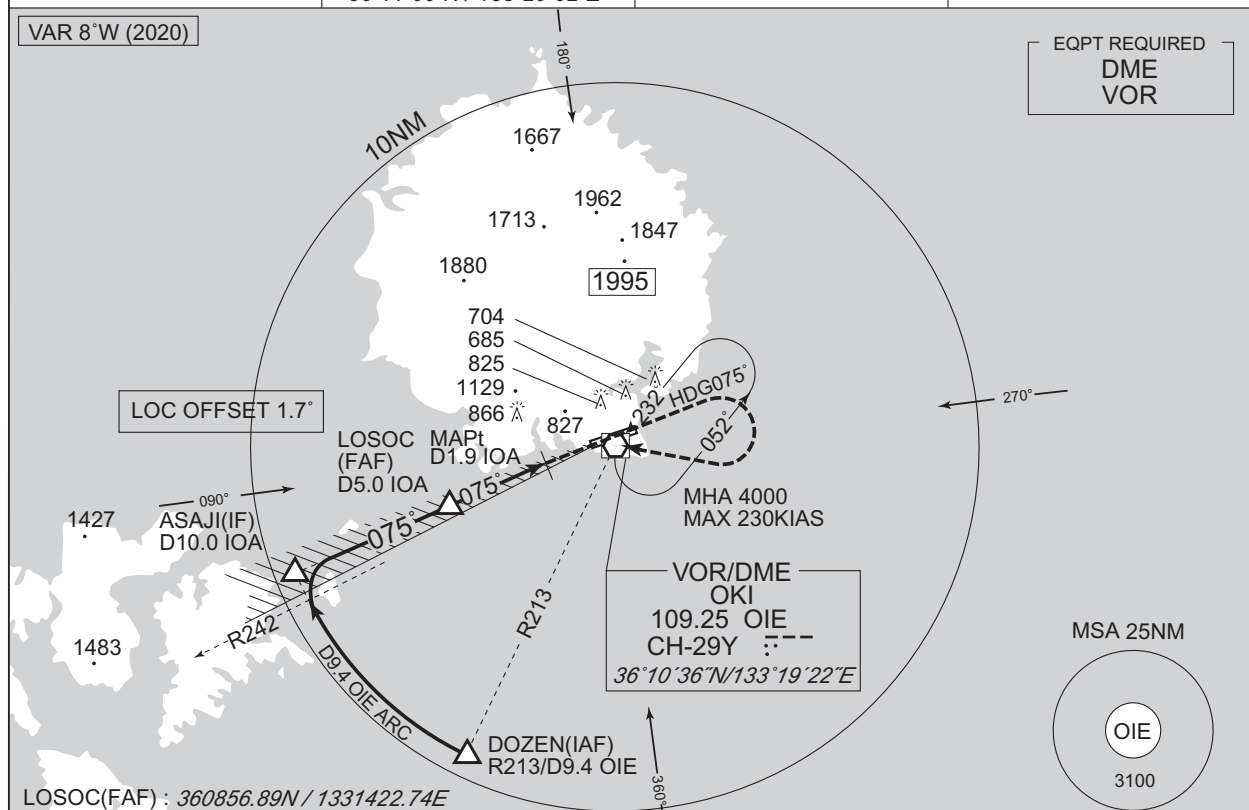 VAR 8°W (2020)
EQPT REQUIRED
DME
VOR
180°
10NM
1667
1962
1713
1847
1880
1995
704
685
825
1129
866
827
232°
HDG075°
052°
270°
LOC OFFSET 1.7°
LOSOC
(FAF)
D5.0 IOA
MAPt
D1.9 IOA
075°
075°
MHA 4000
MAX 230KIAS
090°
ASAJI(IF)
D10.0 IOA
1427
1483
R242
R213
D9.4 OIE ARC
VOR/DME
OKI
109.25 OIE
CH-29Y
36°10´36˝N/133°19´22˝E
MSA 25NM
OIE
3100
DOZEN(IAF)
R213/D9.4 OIE
360°
LOSOC(FAF) : 360856.89N / 1331422.74E